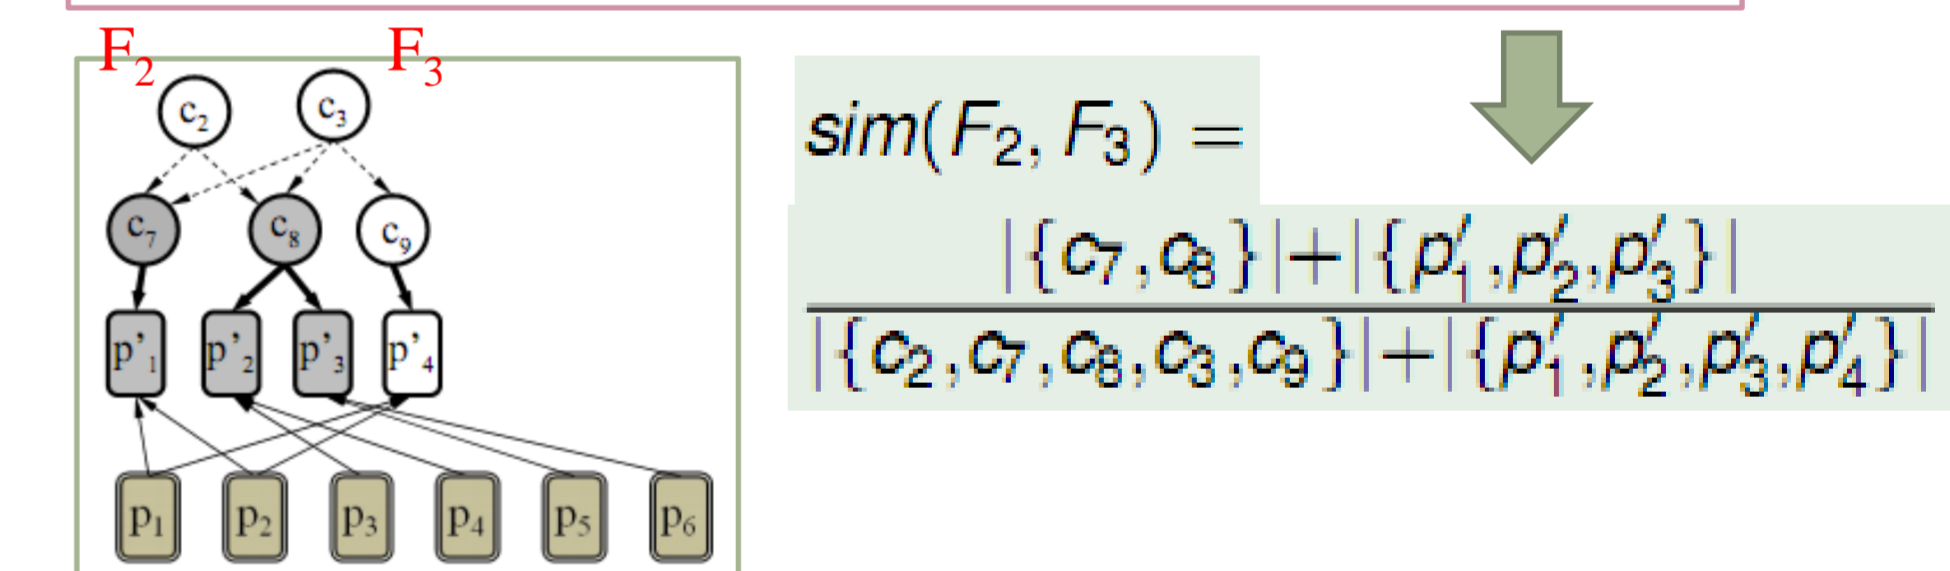 F₂ F₃
c₂ c₃
c₇ c₈ c₉
p'₁ p'₂ p'₃ p'₄
p₁ p₂ p₃ p₄ p₅ p₆
sim(F₂, F₃) =
|{c₇,c₈}|+|{p′₁,p′₂,p′₃}|
|{c₂,c₇,c₈,c₃,c₉}|+|{p′₁,p′₂,p′₃,p′₄}|